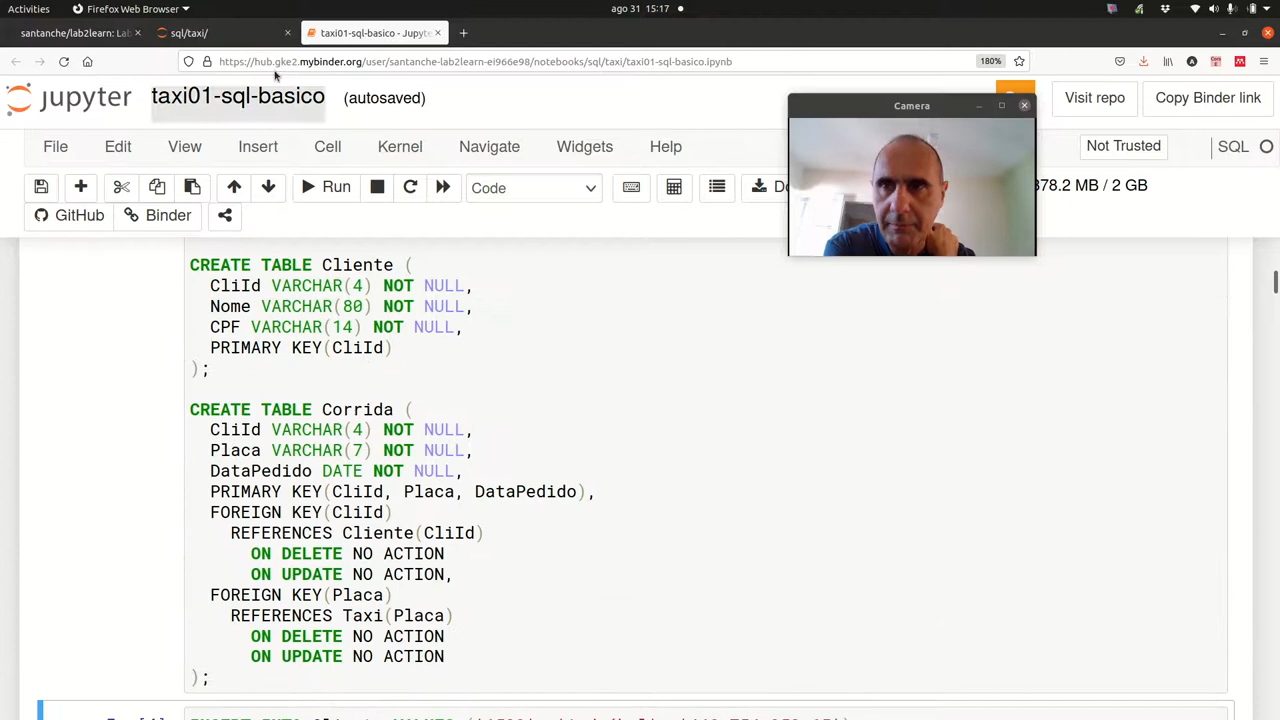 Activities
Firefox Web Browser
ago 31 15:17
santanche/lab2learn: Lab
sql/taxi/
taxi01-sql-basico - Jupyte
https://hub.gke2.mybinder.org/user/santanche-lab2learn-ei966e98/notebooks/sql/taxi/taxi01-sql-basico.ipynb
180%
jupyter
taxi01-sql-basico
(autosaved)
Visit repo
Copy Binder link
Camera
File
Edit
View
Insert
Cell
Kernel
Navigate
Widgets
Help
Not Trusted
SQL
Run
Code
378.2 MB / 2 GB
GitHub
Binder
CREATE TABLE Cliente (
CliId VARCHAR(4) NOT NULL,
Nome VARCHAR(80) NOT NULL,
CPF VARCHAR(14) NOT NULL,
PRIMARY KEY(CliId)
);
CREATE TABLE Corrida (
CliId VARCHAR(4) NOT NULL,
Placa VARCHAR(7) NOT NULL,
DataPedido DATE NOT NULL,
PRIMARY KEY(CliId, Placa, DataPedido),
FOREIGN KEY(CliId)
REFERENCES Cliente(CliId)
ON DELETE NO ACTION
ON UPDATE NO ACTION,
FOREIGN KEY(Placa)
REFERENCES Taxi(Placa)
ON DELETE NO ACTION
ON UPDATE NO ACTION
);